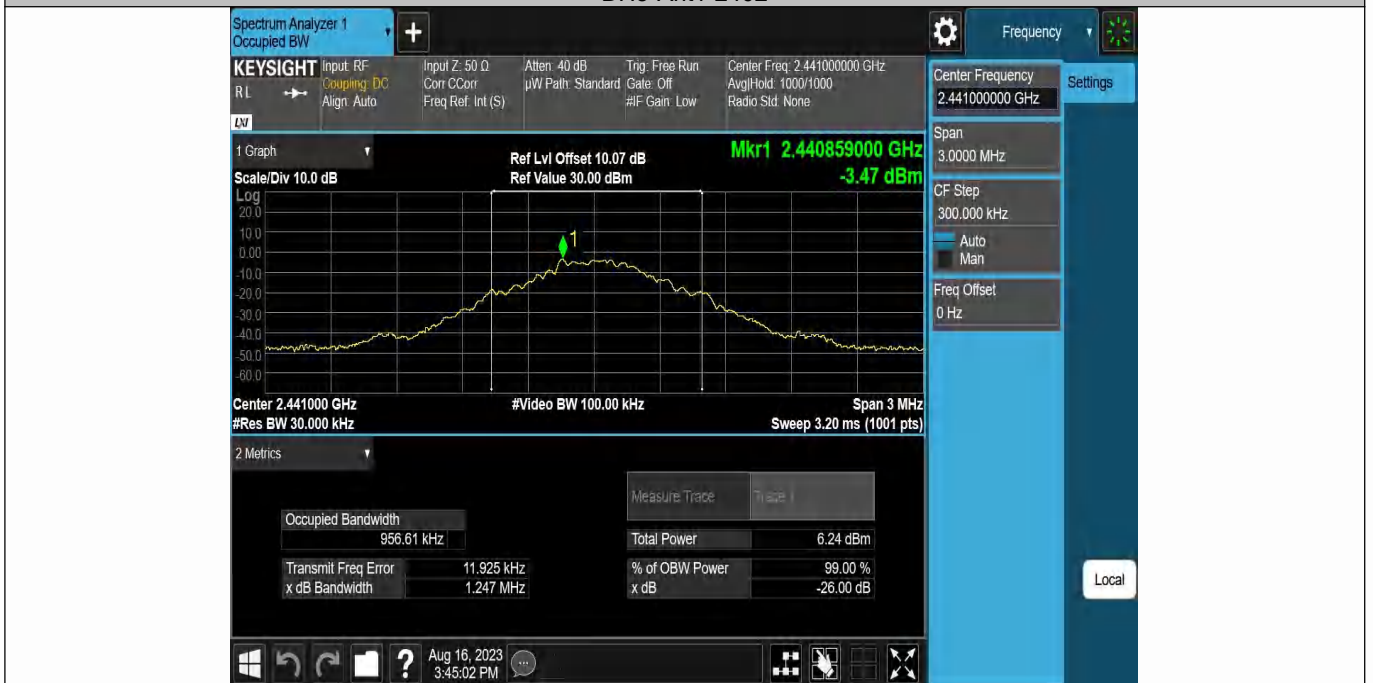 Spectrum Analyzer 1
Occupied BW
+
Frequency
KEYSIGHT
RL
LXI
Input: RF
Coupling: DC
Align: Auto
Input Z: 50 Ω
Corr CCorr
Freq Ref: Int (S)
Atten: 40 dB
µW Path: Standard
Trig: Free Run
Gate: Off
#IF Gain: Low
Center Freq: 2.441000000 GHz
Avg|Hold: 1000/1000
Radio Std: None
Center Frequency
2.441000000 GHz
Settings
Span
3.0000 MHz
CF Step
300.000 kHz
Auto
Man
Freq Offset
0 Hz
Local
1 Graph
Scale/Div 10.0 dB
Ref Lvl Offset 10.07 dB
Ref Value 30.00 dBm
Mkr1 2.440859000 GHz
-3.47 dBm
Log
20.0
10.0
0.00
-10.0
-20.0
-30.0
-40.0
-50.0
-60.0
1
Center 2.441000 GHz
#Res BW 30.000 kHz
#Video BW 100.00 kHz
Span 3 MHz
Sweep 3.20 ms (1001 pts)
2 Metrics
Measure Trace
Trace 1
Occupied Bandwidth
956.61 kHz
Total Power
6.24 dBm
Transmit Freq Error
11.925 kHz
% of OBW Power
99.00 %
x dB Bandwidth
1.247 MHz
x dB
-26.00 dB
?
Aug 16, 2023
3:45:02 PM